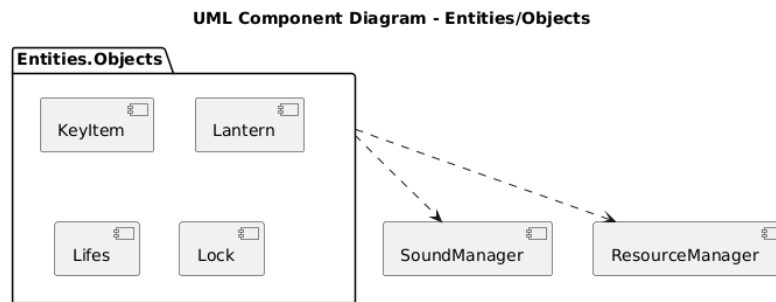 UML Component Diagram - Entities/Objects
Entities.Objects
KeyItem
Lantern
Lifes
Lock
SoundManager
ResourceManager